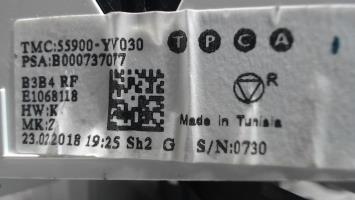 TMC:55900-YV030 T P C A
PSA:B000737077
B3B4 RF
E1068118 R
HW:K
MK:2 Made in Tunisia
23.02.2018 19:25 Sh2 G S/N:0730